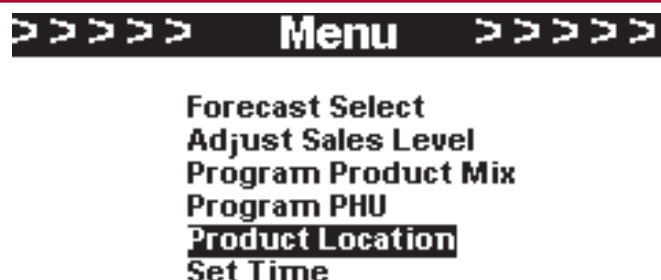 >>>>> Menu >>>>>
Forecast Select
Adjust Sales Level
Program Product Mix
Program PHU
Product Location
Set Time